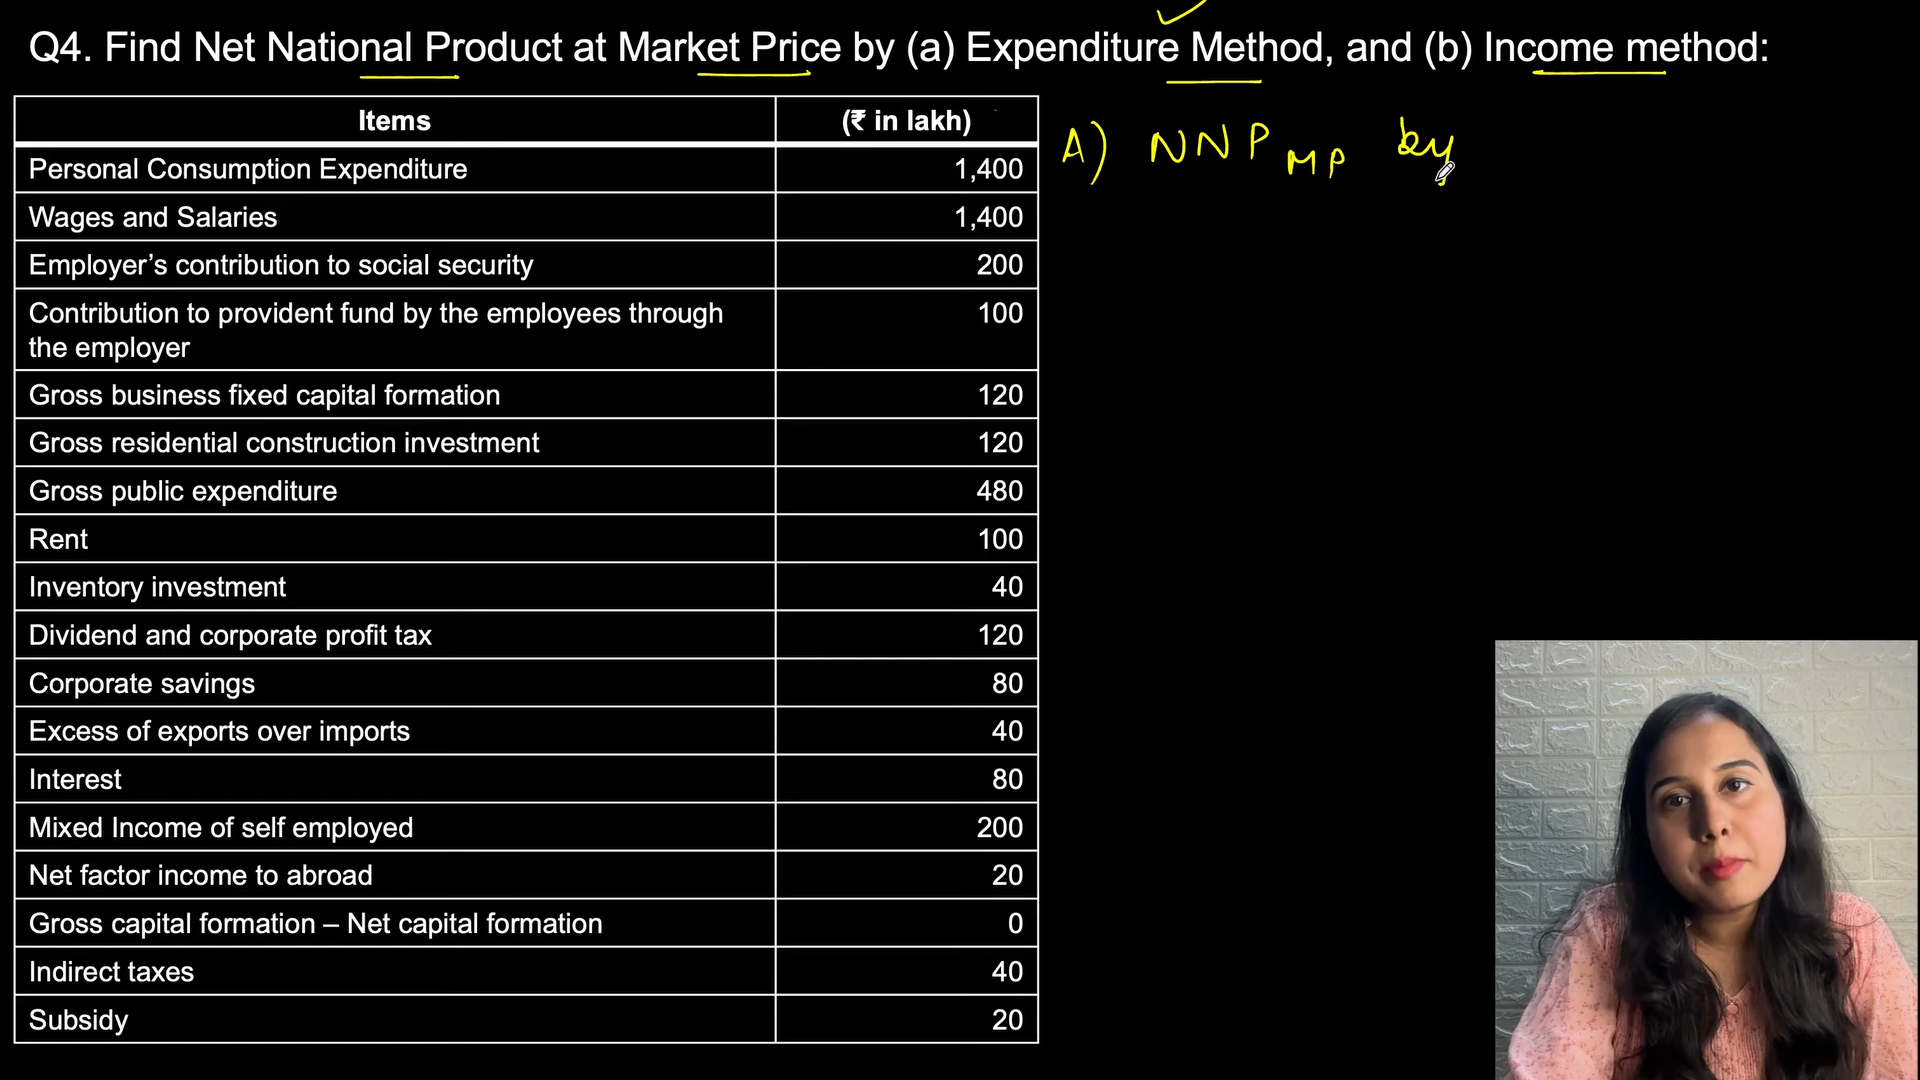 Q4. Find Net National Product at Market Price by (a) Expenditure Method, and (b) Income method:
Items (₹ in lakh)
A) NNP MP by
Personal Consumption Expenditure 1,400
Wages and Salaries 1,400
Employer’s contribution to social security 200
Contribution to provident fund by the employees through 100
the employer
Gross business fixed capital formation 120
Gross residential construction investment 120
Gross public expenditure 480
Rent 100
Inventory investment 40
Dividend and corporate profit tax 120
Corporate savings 80
Excess of exports over imports 40
Interest 80
Mixed Income of self employed 200
Net factor income to abroad 20
Gross capital formation – Net capital formation 0
Indirect taxes 40
Subsidy 20